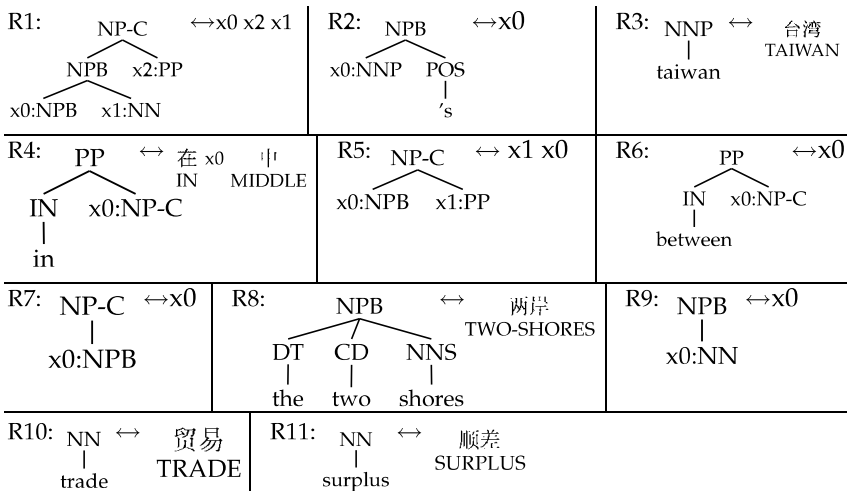 R1: NP-C ↔x0 x2 x1
NPB x2:PP
x0:NPB x1:NN
R2: NPB ↔x0
x0:NNP POS
's
R3: NNP ↔ 台湾
TAIWAN
taiwan
R4: PP ↔ 在 x0 中
IN MIDDLE
IN x0:NP-C
in
R5: NP-C ↔ x1 x0
x0:NPB x1:PP
R6: PP ↔x0
IN x0:NP-C
between
R7: NP-C ↔x0
x0:NPB
R8: NPB ↔ 两岸
TWO-SHORES
DT CD NNS
the two shores
R9: NPB ↔x0
x0:NN
R10: NN ↔ 贸易
TRADE
trade
R11: NN ↔ 顺差
SURPLUS
surplus